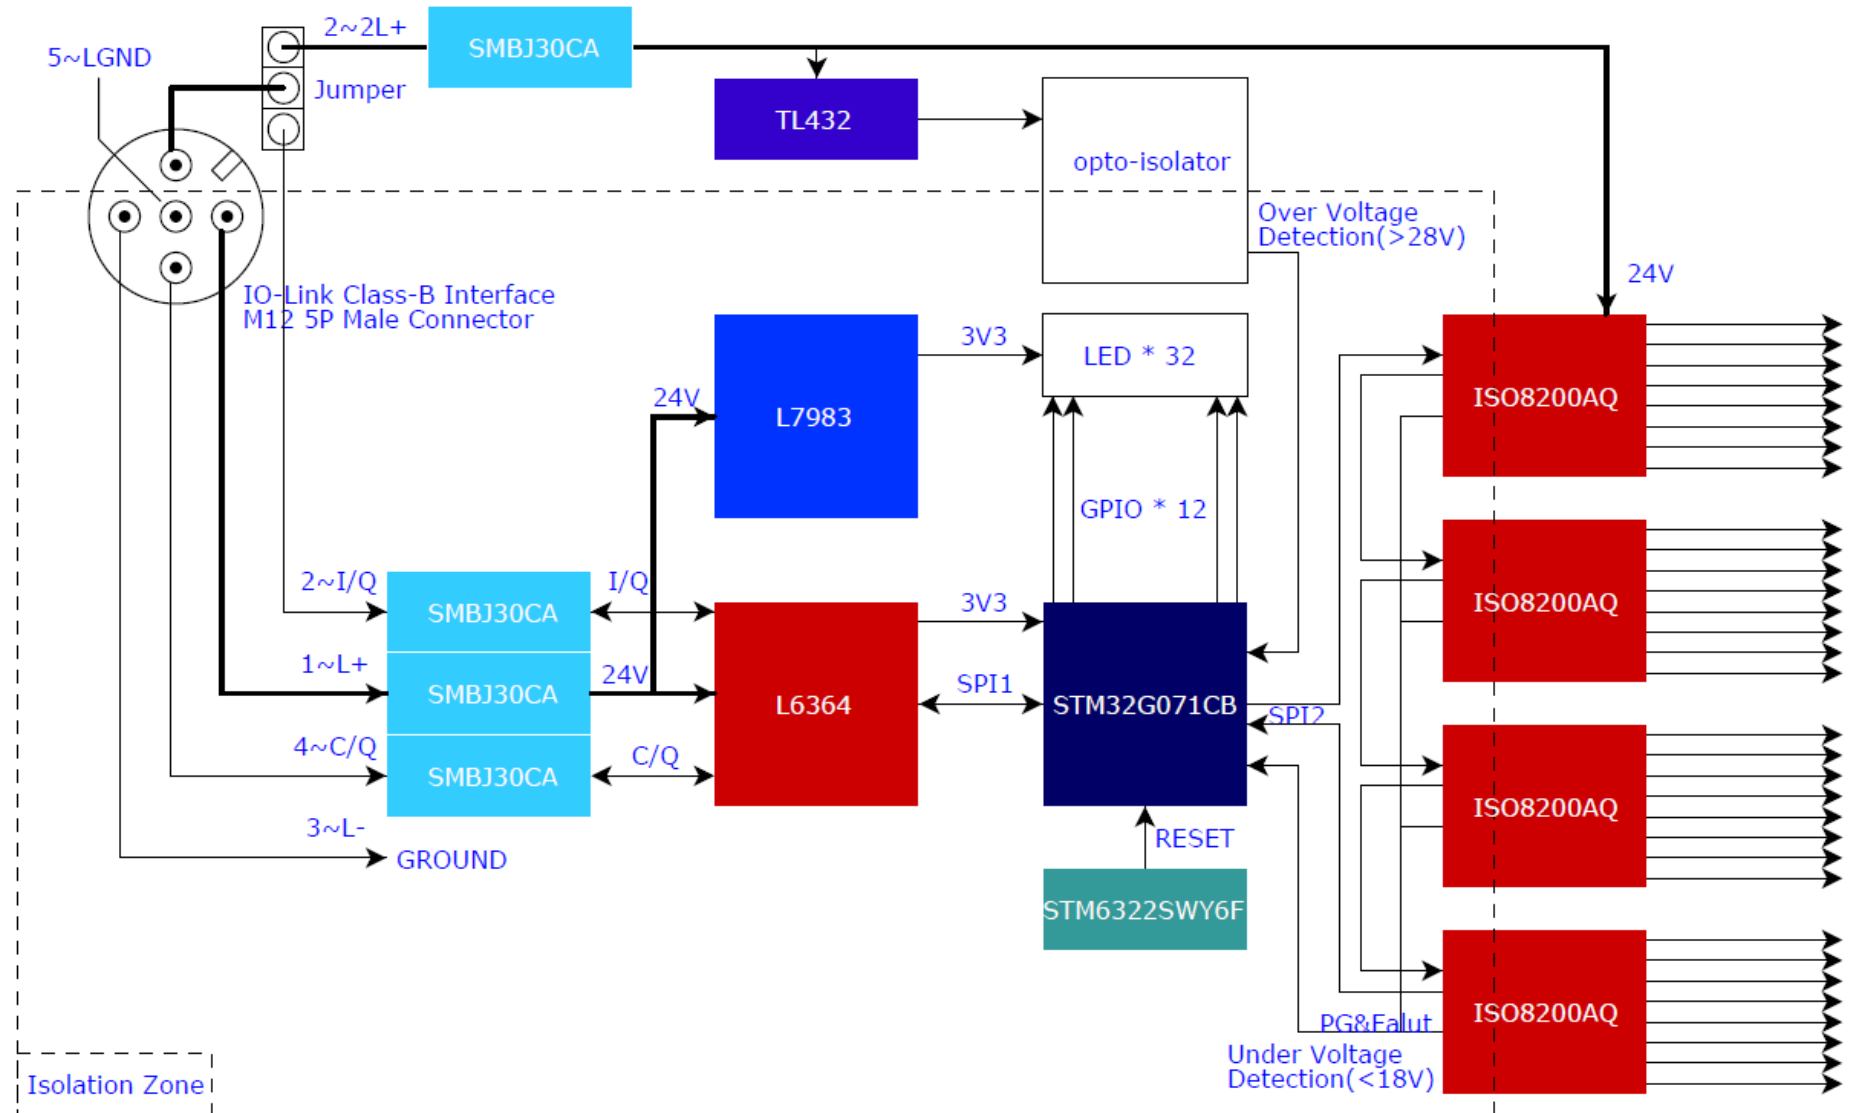 2~2L+
SMBJ30CA
5~LGND
Jumper
TL432
opto-isolator
Over Voltage
Detection(>28V)
24V
IO-Link Class-B Interface
M12 5P Male Connector
3V3
LED * 32
24V
L7983
ISO8200AQ
GPIO * 12
2~I/Q
SMBJ30CA
I/Q
3V3
ISO8200AQ
1~L+
SMBJ30CA
24V
L6364
SPI1
STM32G071CB
SPI2
4~C/Q
SMBJ30CA
C/Q
ISO8200AQ
3~L-
GROUND
RESET
STM6322SWY6F
ISO8200AQ
PG&Falut
Under Voltage
Detection(<18V)
Isolation Zone